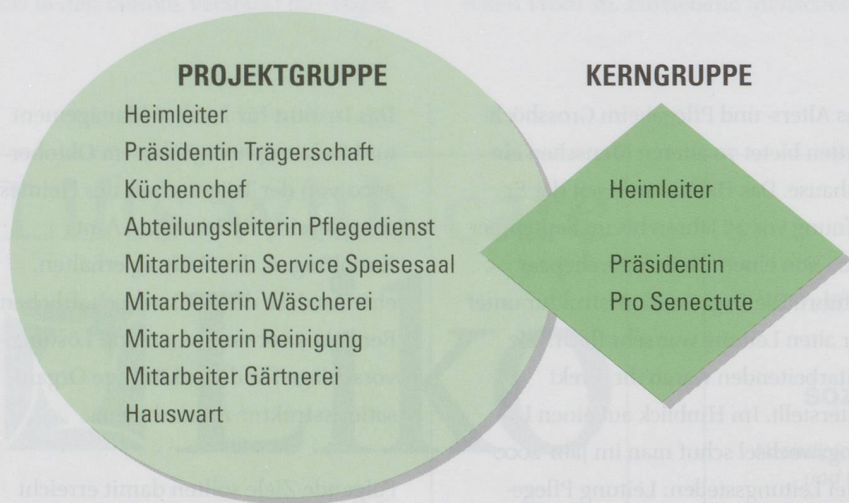 PROJEKTGRUPPE
Heimleiter
Präsidentin Trägerschaft
Küchenchef
Abteilungsleiterin Pflegedienst
Mitarbeiterin Service Speisesaal
Mitarbeiterin Wäscherei
Mitarbeiterin Reinigung
Mitarbeiter Gärtnerei
Hauswart
KERNGRUPPE
Heimleiter
Präsidentin
Pro Senectute